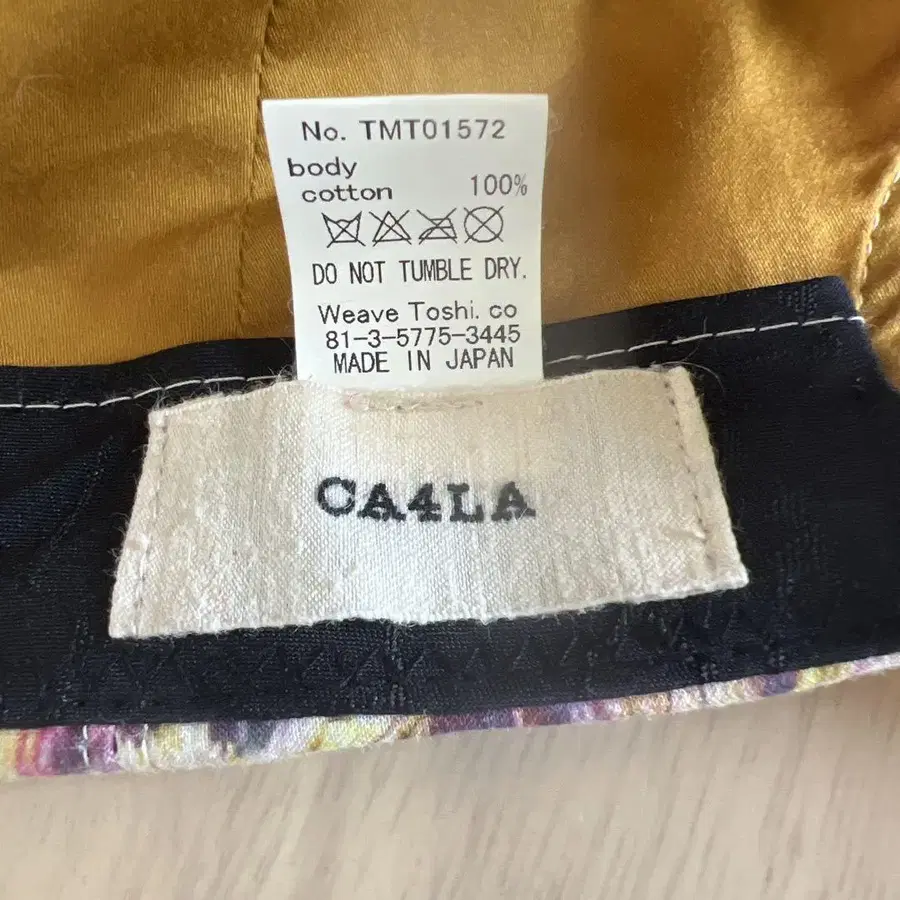 No. TMT01572
body
cotton 100%
DO NOT TUMBLE DRY.
Weave Toshi. co
81-3-5775-3445
MADE IN JAPAN
CA4LA